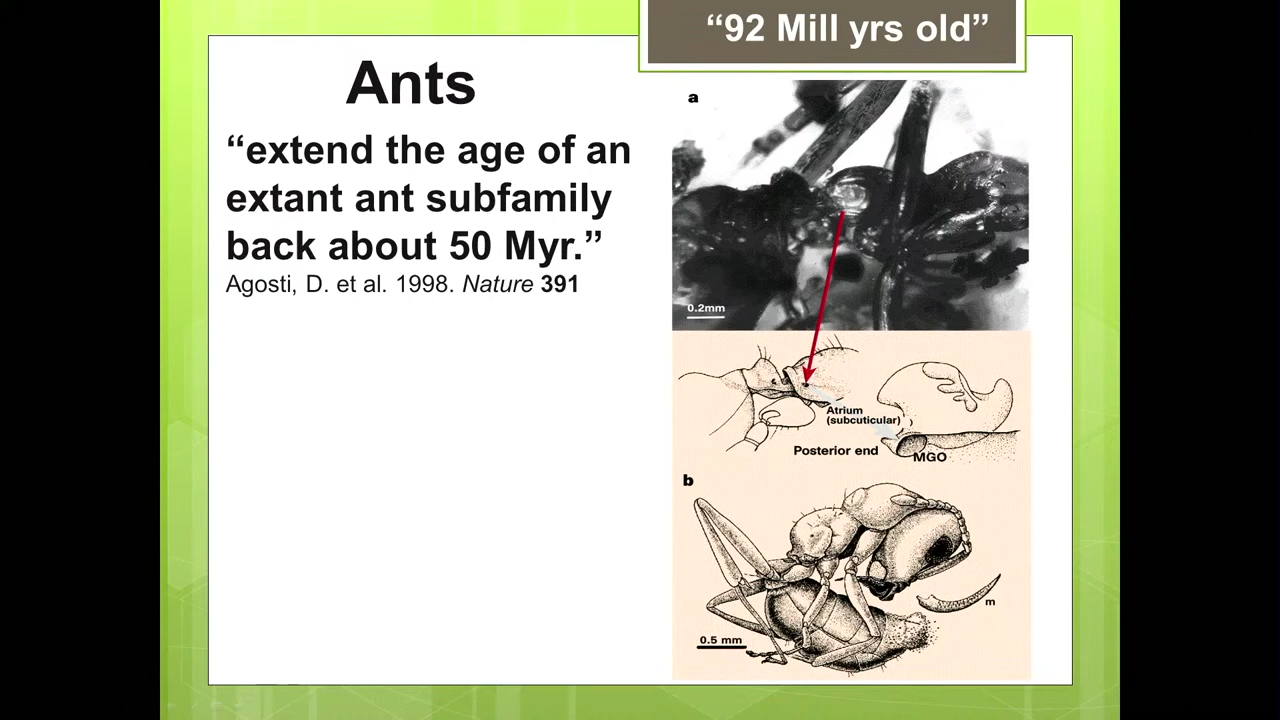 “92 Mill yrs old”
Ants
“extend the age of an
extant ant subfamily
back about 50 Myr.”
Agosti, D. et al. 1998. Nature 391
a
0.2mm
Atrium
(subcuticular)
Posterior end
MGO
b
m
0.5 mm